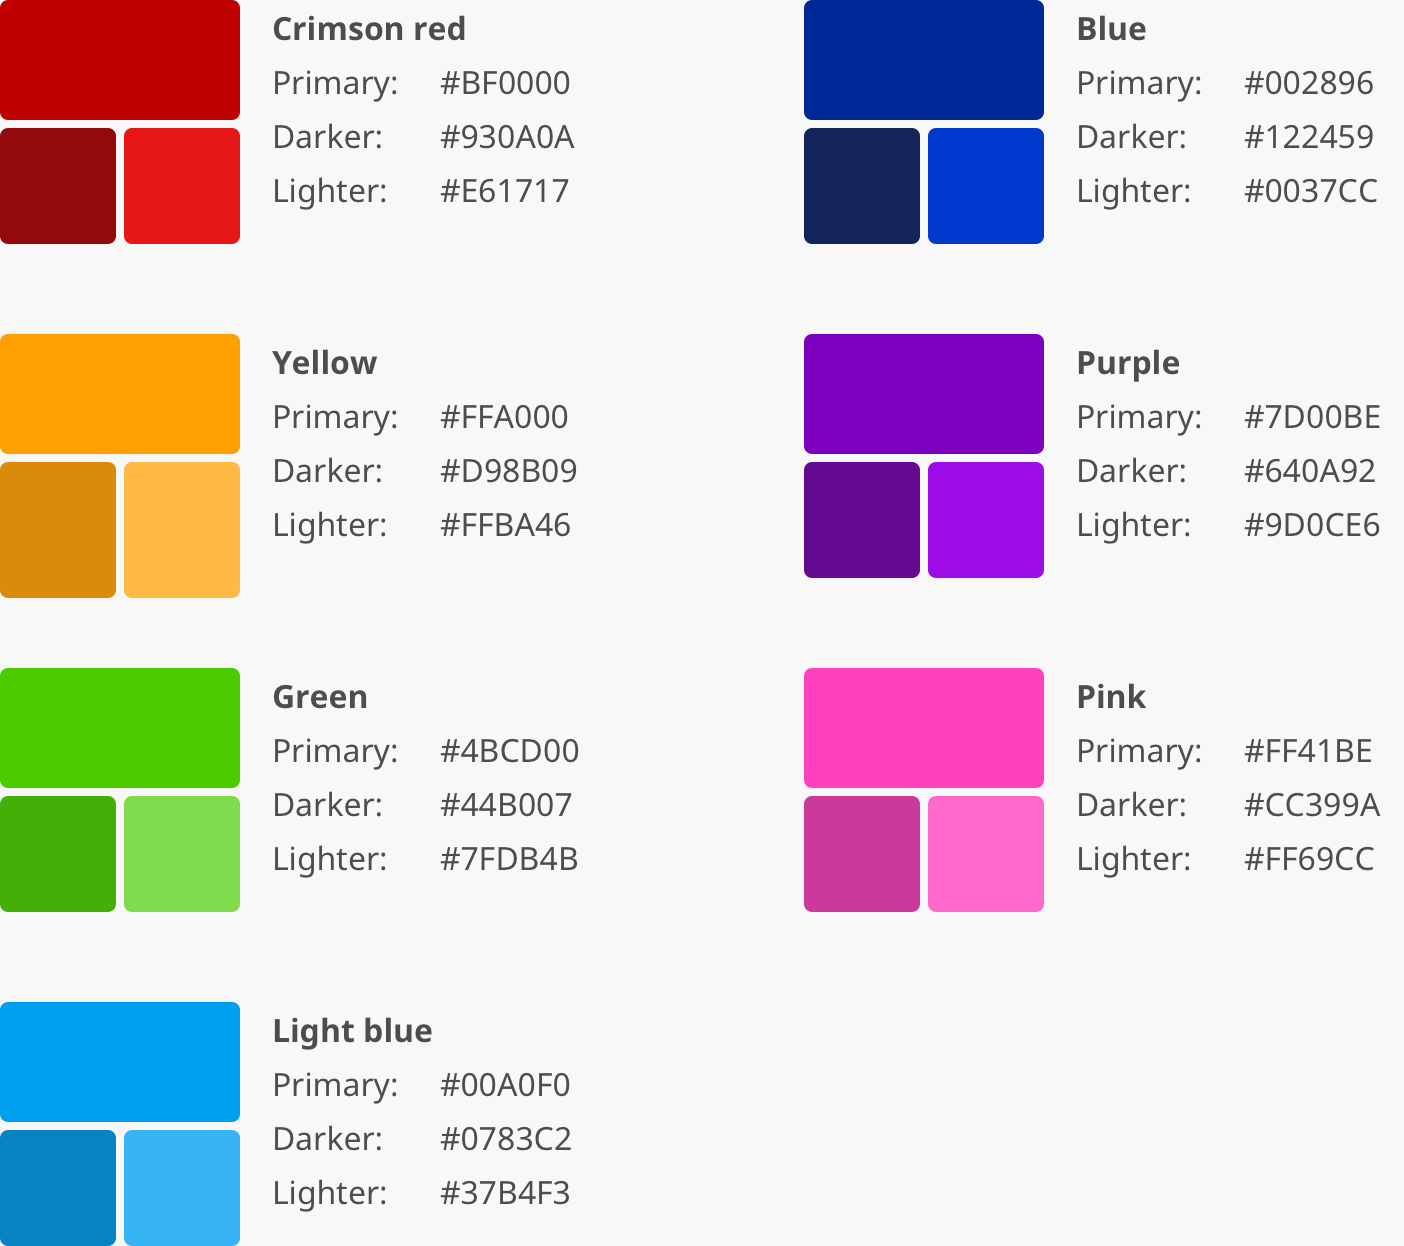 Crimson red
Primary: #BF0000
Darker: #930A0A
Lighter: #E61717
Blue
Primary: #002896
Darker: #122459
Lighter: #0037CC
Yellow
Primary: #FFA000
Darker: #D98B09
Lighter: #FFBA46
Purple
Primary: #7D00BE
Darker: #640A92
Lighter: #9D0CE6
Green
Primary: #4BCD00
Darker: #44B007
Lighter: #7FDB4B
Pink
Primary: #FF41BE
Darker: #CC399A
Lighter: #FF69CC
Light blue
Primary: #00A0F0
Darker: #0783C2
Lighter: #37B4F3